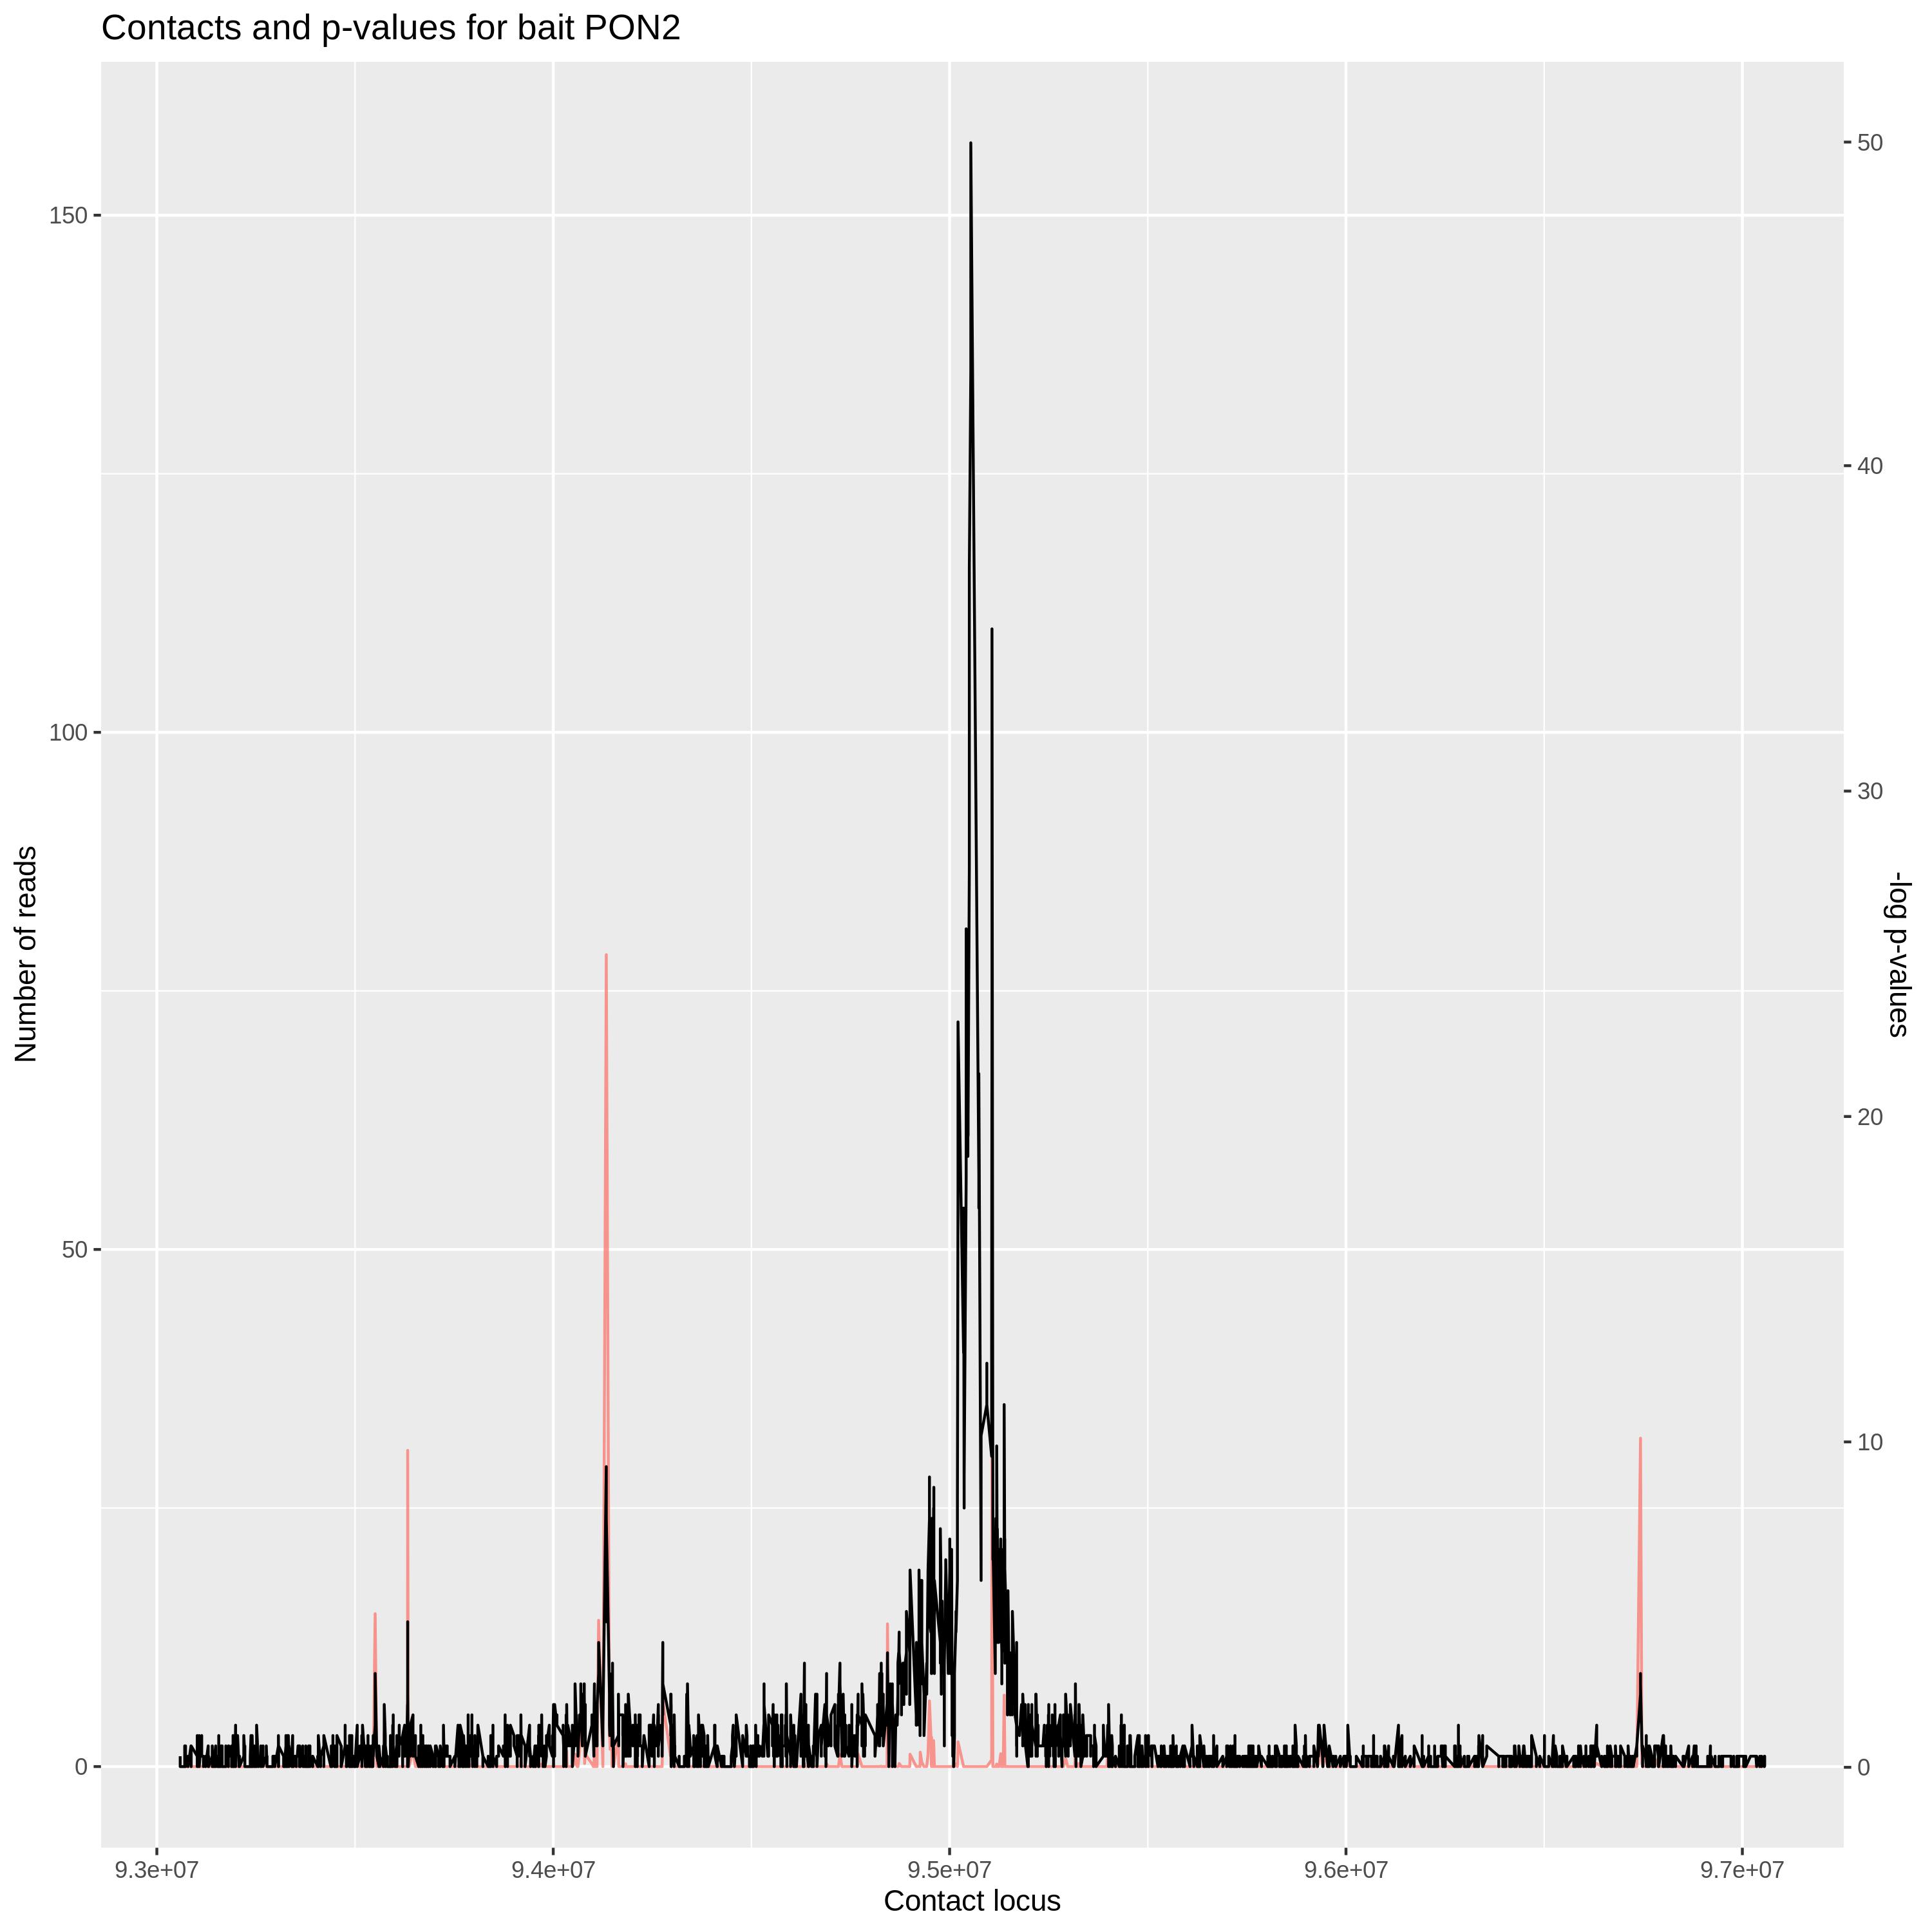 Contacts and p-values for bait PON2
150
100
50
0
Number of reads
50
40
30
20
10
0
-log p-values
9.3e+07
9.4e+07
9.5e+07
9.6e+07
9.7e+07
Contact locus